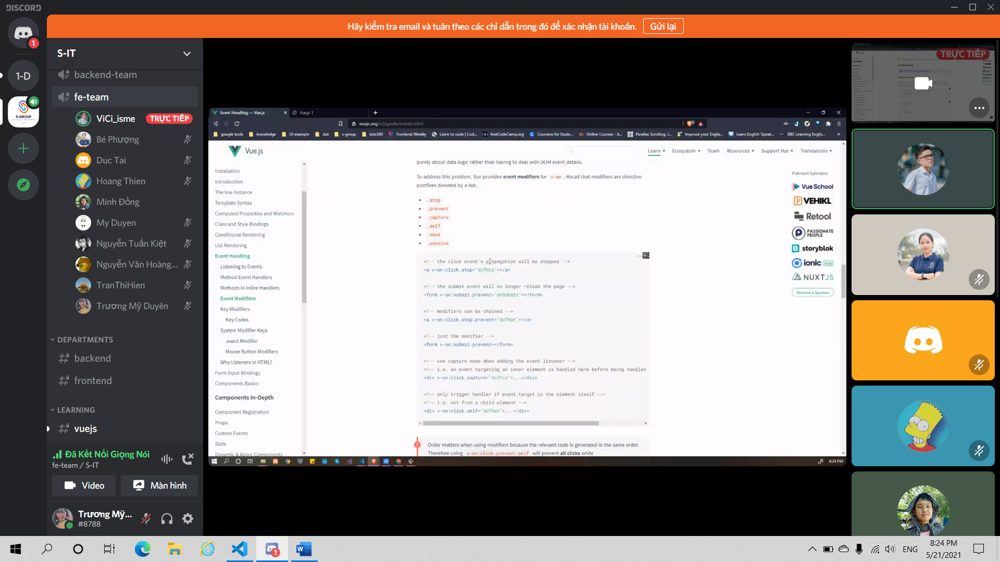 DISCORD
Hãy kiểm tra email và tuân theo các chỉ dẫn trong đó để xác nhận tài khoản.
Gửi lại
1
1-D
S-GROUP
S-IT
backend-team
fe-team
ViCi_isme
TRỰC TIẾP
Bé Phượng
Duc Tai
Hoang Thien
Minh Đồng
My Duyen
Nguyễn Tuấn Kiệt
Nguyễn Văn Hoàng...
TranThiHien
Trương Mỹ Duyên
DEPARTMENTS
backend
frontend
LEARNING
vuejs
Đã Kết Nối Giọng Nói
fe-team / S-IT
Video
Màn hình
Trương Mỹ...
#8788
Event Handling — Vue.js
Vue.js 1
vuejs.org/v2/guide/events.html
google tools
knowledge
UI example
dut
s-group
kids360
Frontend Weekly
Learn to code | Cod...
freeCodeCamp.org
Coursera for Stude...
Online Courses - A...
Parallax Scrolling, J...
Improve your Englis...
Learn English Speak...
BBC Learning Englis...
Vue.js
Learn
Ecosystem
Team
Resources
Support Vue
Translations
Installation
Introduction
The Vue Instance
Template Syntax
Computed Properties and Watchers
Class and Style Bindings
Conditional Rendering
List Rendering
Event Handling
Listening to Events
Method Event Handlers
Methods in Inline Handlers
Event Modifiers
Key Modifiers
Key Codes
System Modifier Keys
.exact Modifier
Mouse Button Modifiers
Why Listeners in HTML?
Form Input Bindings
Components Basics
Components In-Depth
Component Registration
Props
Custom Events
Slots
Dynamic & Async Components
purely about data logic rather than having to deal with DOM event details.
To address this problem, Vue provides event modifiers for v-on . Recall that modifiers are directive
postfixes denoted by a dot.
.stop
.prevent
.capture
.self
.once
.passive
<!-- the click event's propagation will be stopped -->
<a v-on:click.stop="doThis"></a>
<!-- the submit event will no longer reload the page -->
<form v-on:submit.prevent="onSubmit"></form>
<!-- modifiers can be chained -->
<a v-on:click.stop.prevent="doThat"></a>
<!-- just the modifier -->
<form v-on:submit.prevent></form>
<!-- use capture mode when adding the event listener -->
<!-- i.e. an event targeting an inner element is handled here before being handled
<div v-on:click.capture="doThis">...</div>
<!-- only trigger handler if event.target is the element itself -->
<!-- i.e. not from a child element -->
<div v-on:click.self="doThat">...</div>
Order matters when using modifiers because the relevant code is generated in the same order.
Therefore using v-on:click.prevent.self will prevent all clicks while
Platinum Sponsors
Vue School
VEHIKL
Retool
PASSIONATE
PEOPLE
storyblok
ionic vue
NUXTJS
Become a Sponsor
8:24 PM
TRỰC TIẾP
List Rendering
1
ENG
8:24 PM
5/21/2021